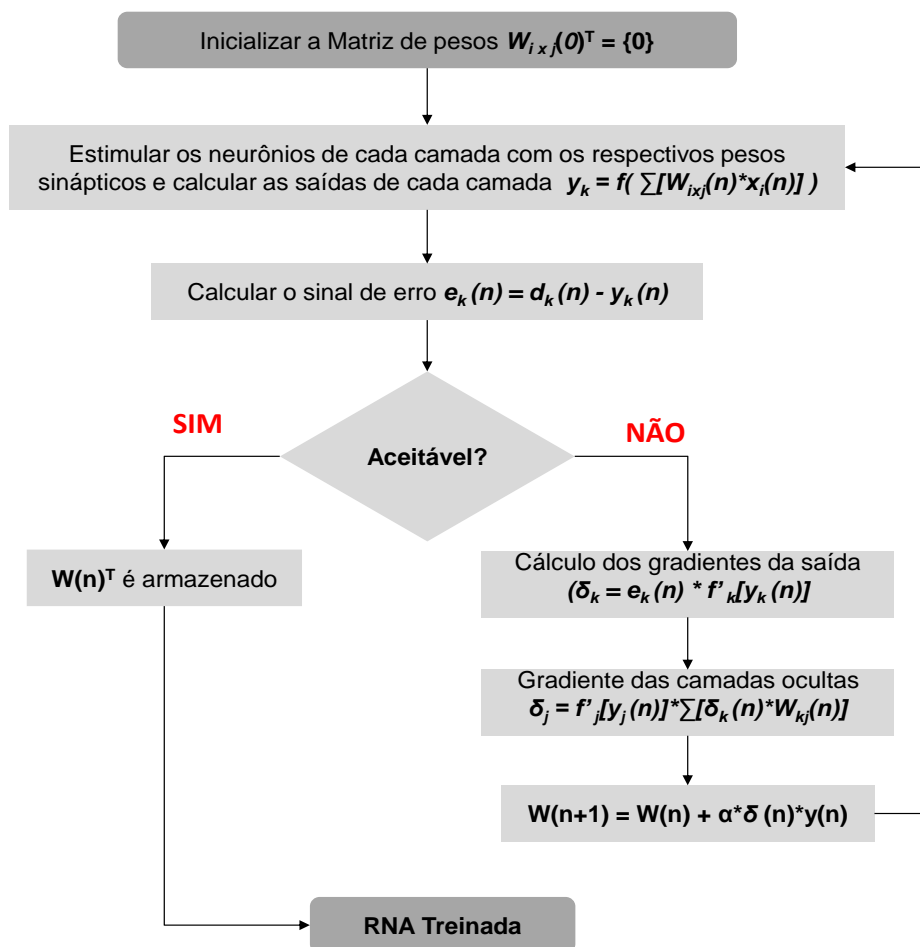 Inicializar a Matriz de pesos W_{i x j}(0)^T = {0}
Estimular os neurônios de cada camada com os respectivos pesos
sinápticos e calcular as saídas de cada camada y_k = f( ∑[W_{ixj}(n)*x_i(n)] )
Calcular o sinal de erro e_k (n) = d_k (n) - y_k (n)
Aceitável?
SIM
NÃO
W(n)^T é armazenado
Cálculo dos gradientes da saída
(δ_k = e_k (n) * f'_k[y_k (n)]
Gradiente das camadas ocultas
δ_j = f'_j[y_j (n)]*∑[δ_k (n)*W_{kj}(n)]
W(n+1) = W(n) + α*δ (n)*y(n)
RNA Treinada